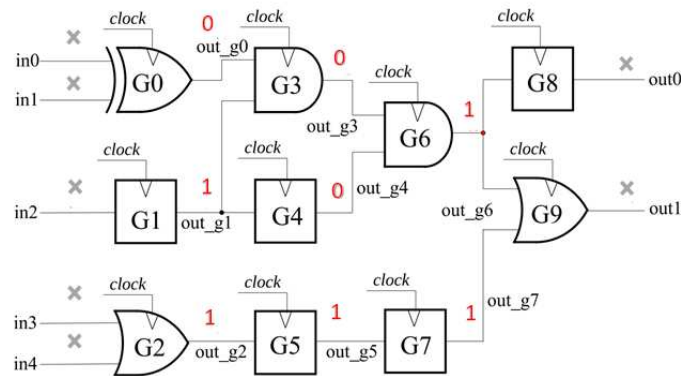 clock
0
clock
clock
×
out_g0
0
×
in0
×
G0
G3
clock
1
G8
out0
in1
out_g3
G6
clock
1
clock
clock
×
0
out_g4
×
in2
G1
out_g1
G4
out_g6
G9
out1
clock
clock
clock
×
1
1
1
out_g7
in3
×
G2
out_g2
G5
out_g5
G7
in4